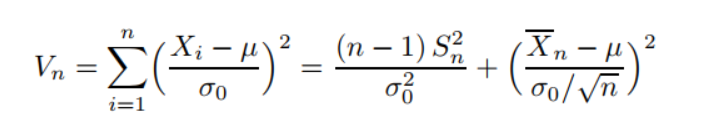 $$V_n = \sum_{i=1}^{n} \left( \frac{X_i - \mu}{\sigma_0} \right)^2 = \frac{(n-1)\, S_n^2}{\sigma_0^2} + \left( \frac{\overline{X}_n - \mu}{\sigma_0 / \sqrt{n}} \right)^2$$